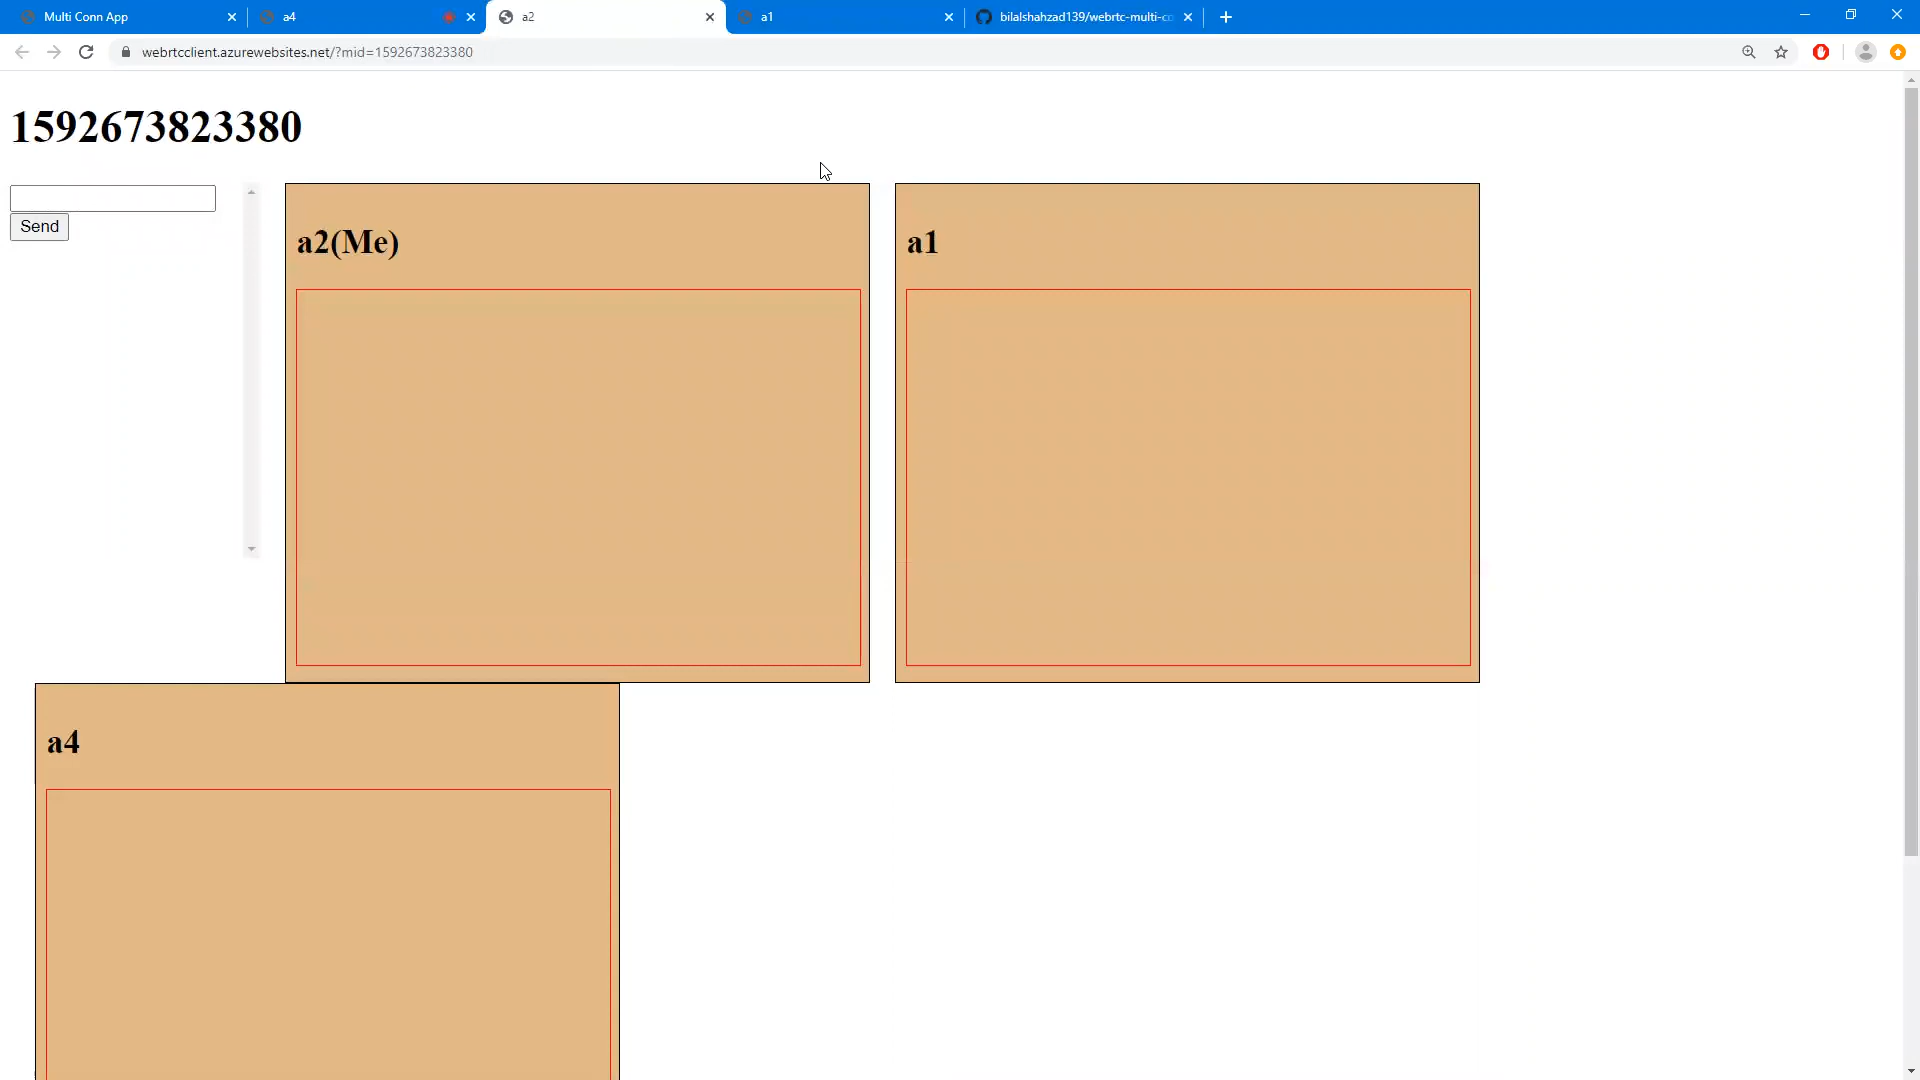 Multi Conn App
a4
a2
a1
bilalshahzad139/webrtc-multi-cc
webrtcclient.azurewebsites.net/?mid=1592673823380
1592673823380
Send
a2(Me)
a1
a4